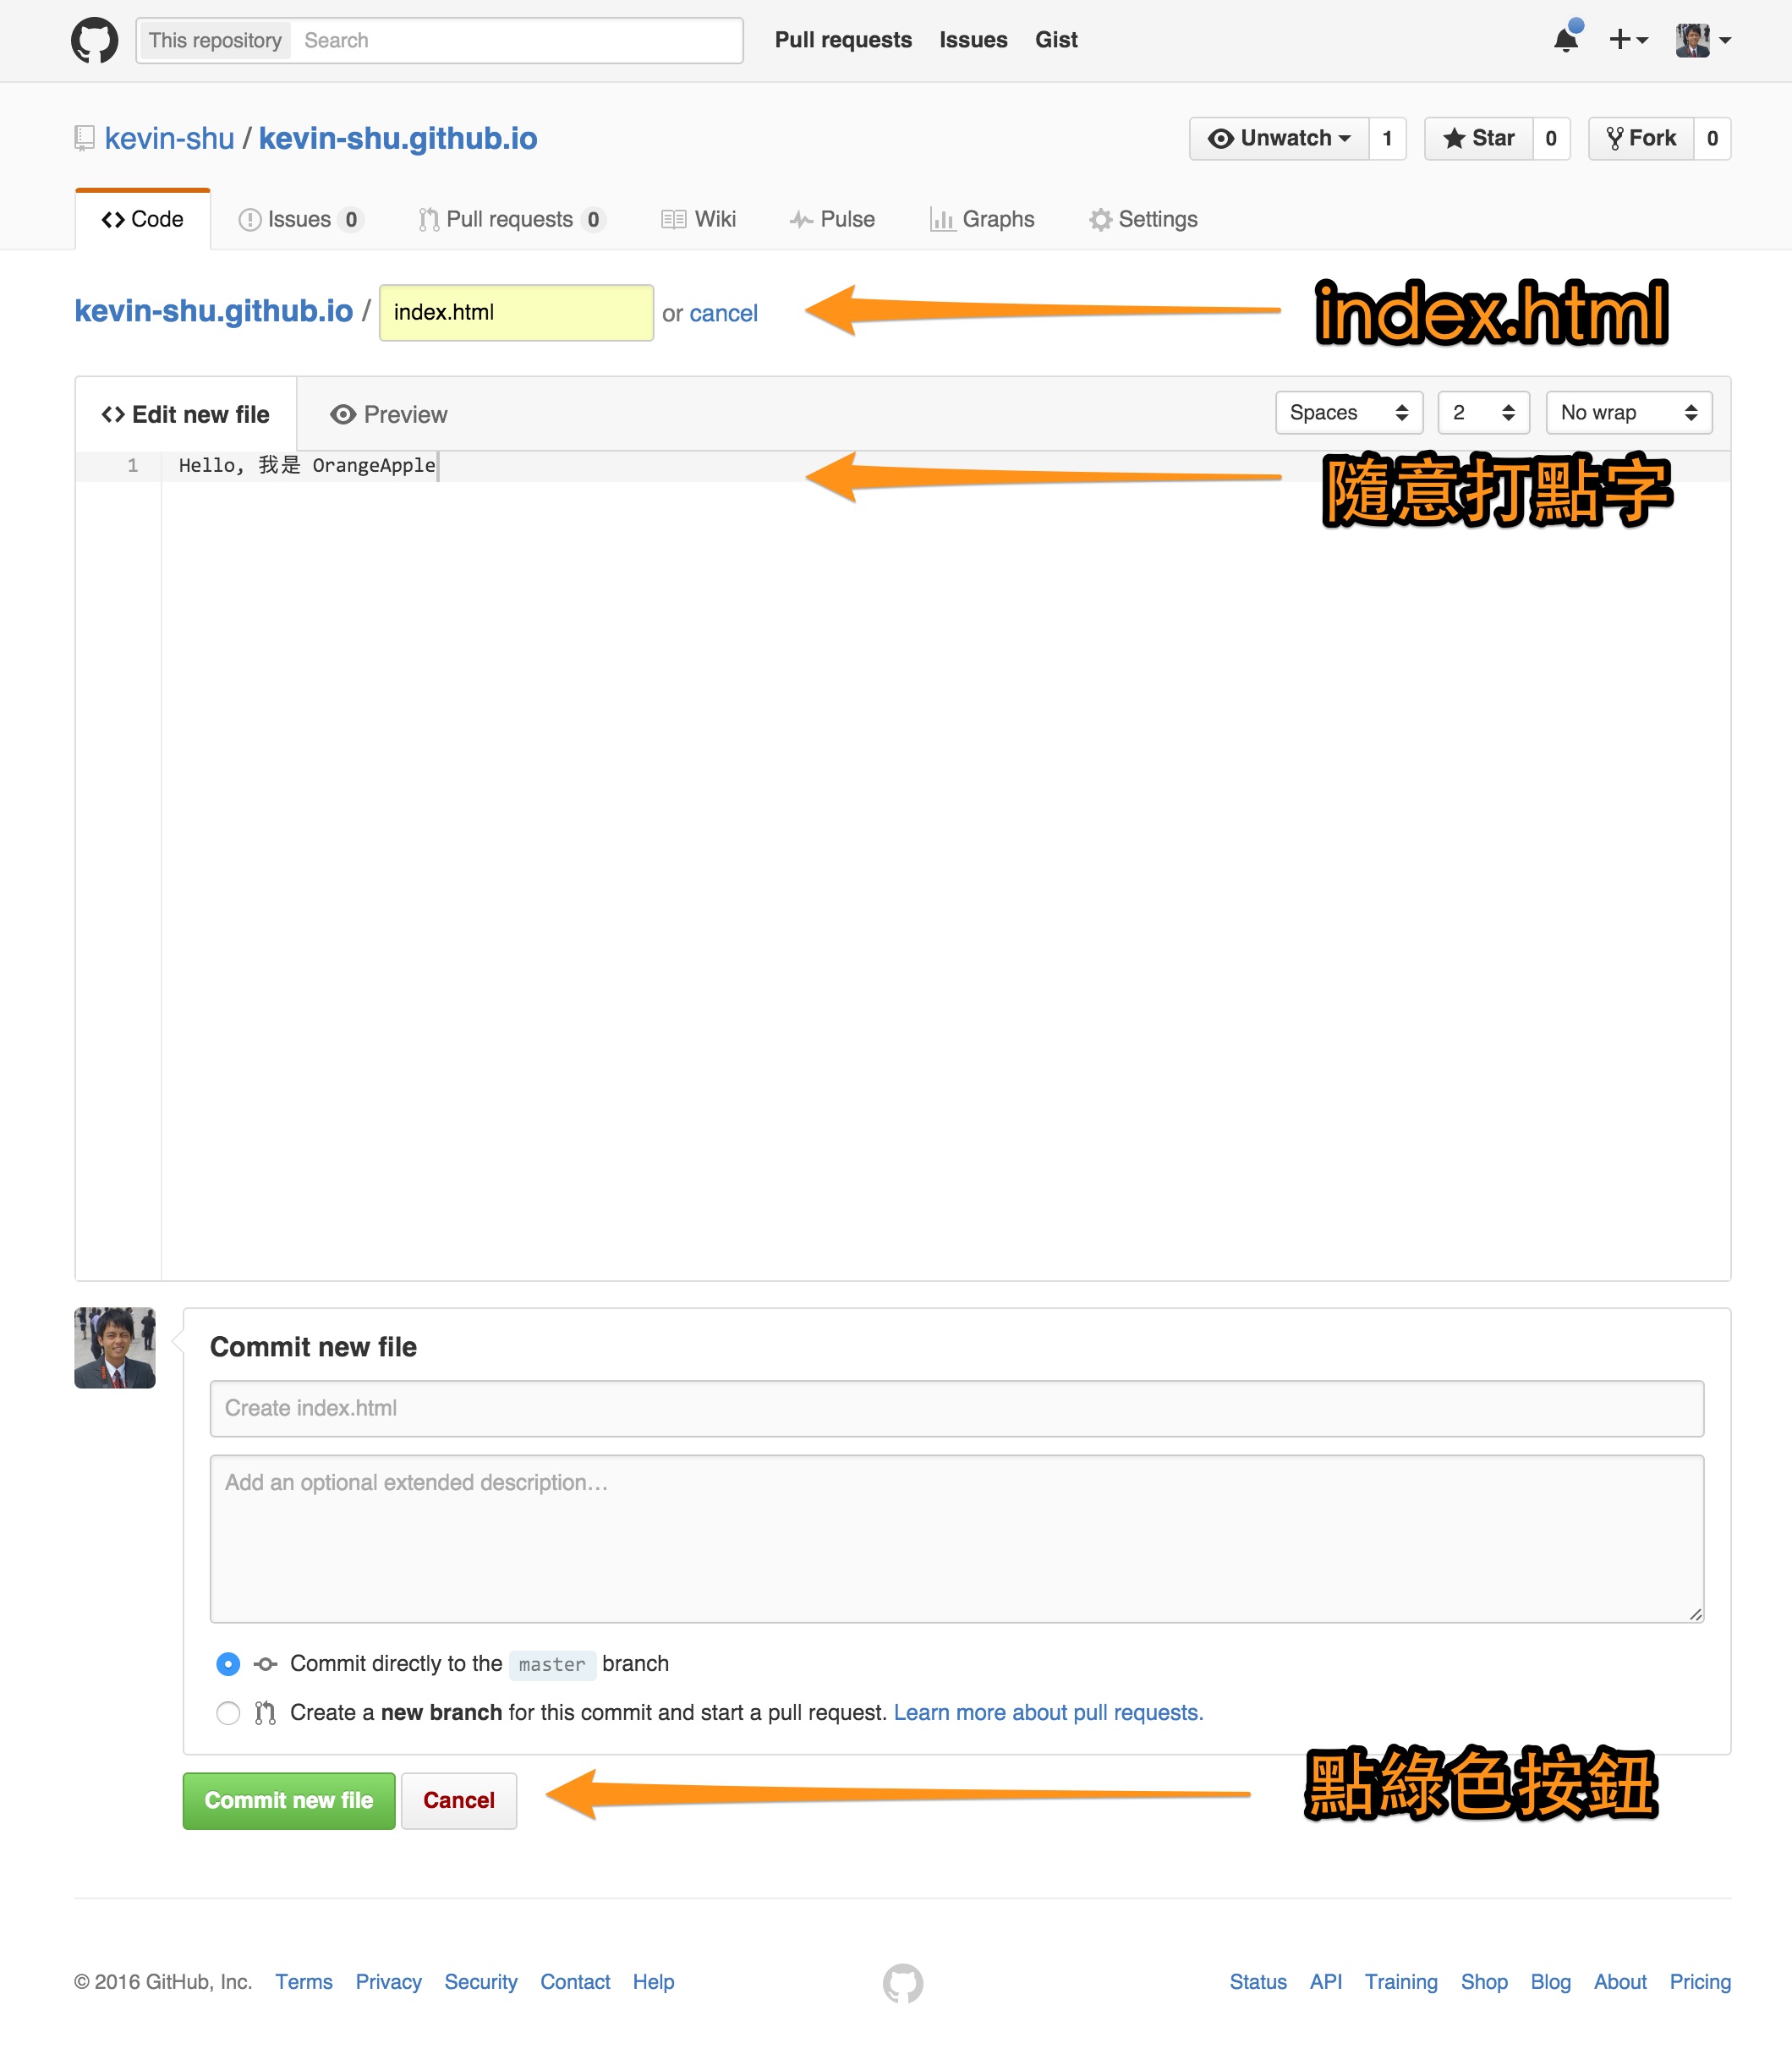 This repository Search Pull requests Issues Gist
kevin-shu / kevin-shu.github.io Unwatch 1 Star 0 Fork 0
Code Issues 0 Pull requests 0 Wiki Pulse Graphs Settings
kevin-shu.github.io / index.html or cancel index.html
Edit new file Preview Spaces 2 No wrap
1 Hello, 我是 OrangeApple
隨意打點字
Commit new file
Create index.html
Add an optional extended description…
Commit directly to the master branch
Create a new branch for this commit and start a pull request. Learn more about pull requests.
Commit new file Cancel 點綠色按鈕
© 2016 GitHub, Inc. Terms Privacy Security Contact Help Status API Training Shop Blog About Pricing